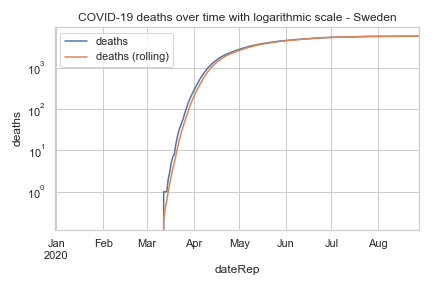 COVID-19 deaths over time with logarithmic scale - Sweden
deaths
deaths (rolling)
deaths
10³
10²
10¹
10⁰
Jan Feb Mar Apr May Jun Jul Aug
2020
dateRep